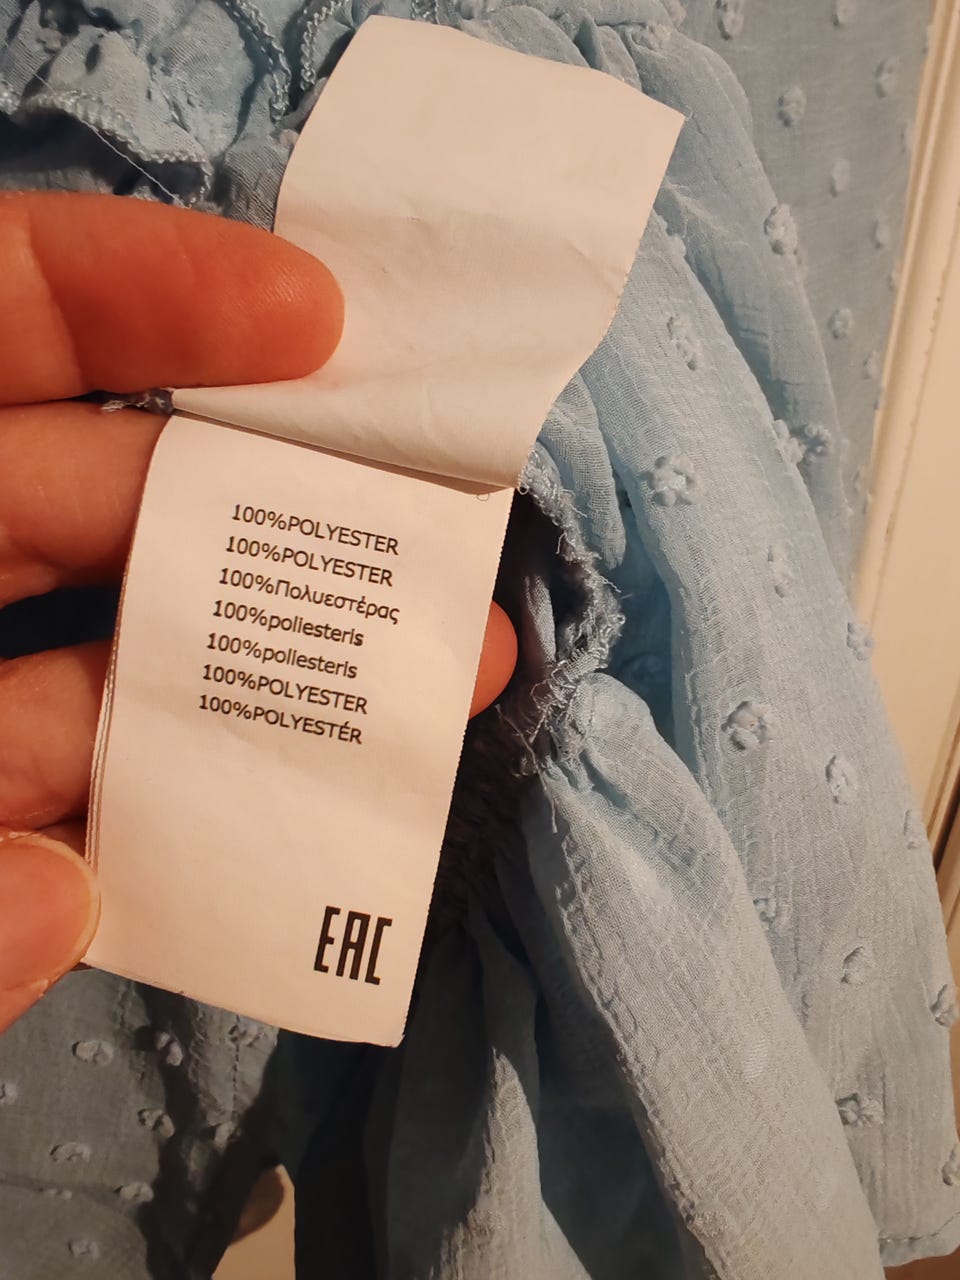 100%POLYESTER
100%POLYESTER
100%Πολυεστέρας
100%poliesteris
100%poliesteris
100%POLYESTER
100%POLYESTÉR
EAC